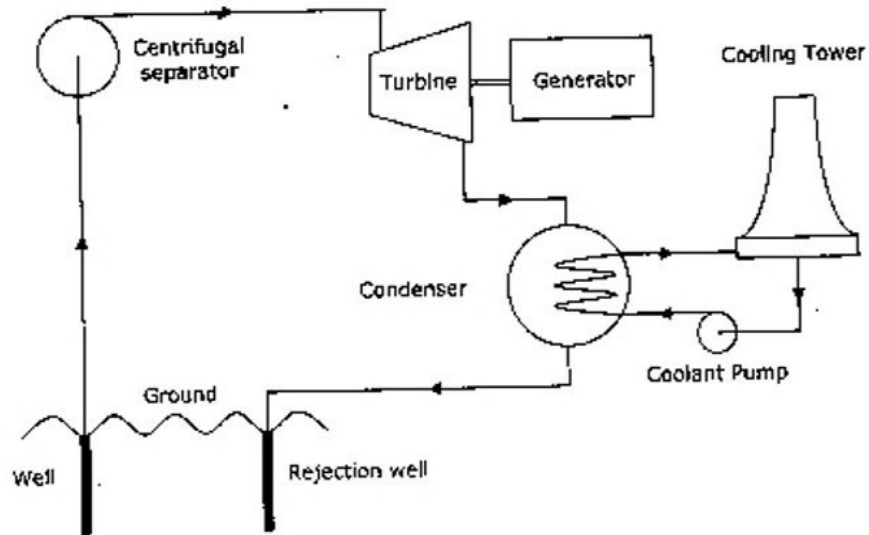 Centrifugal
separator
Turbine
Generator
Cooling Tower
Condenser
Coolant Pump
Ground
Well
Rejection well